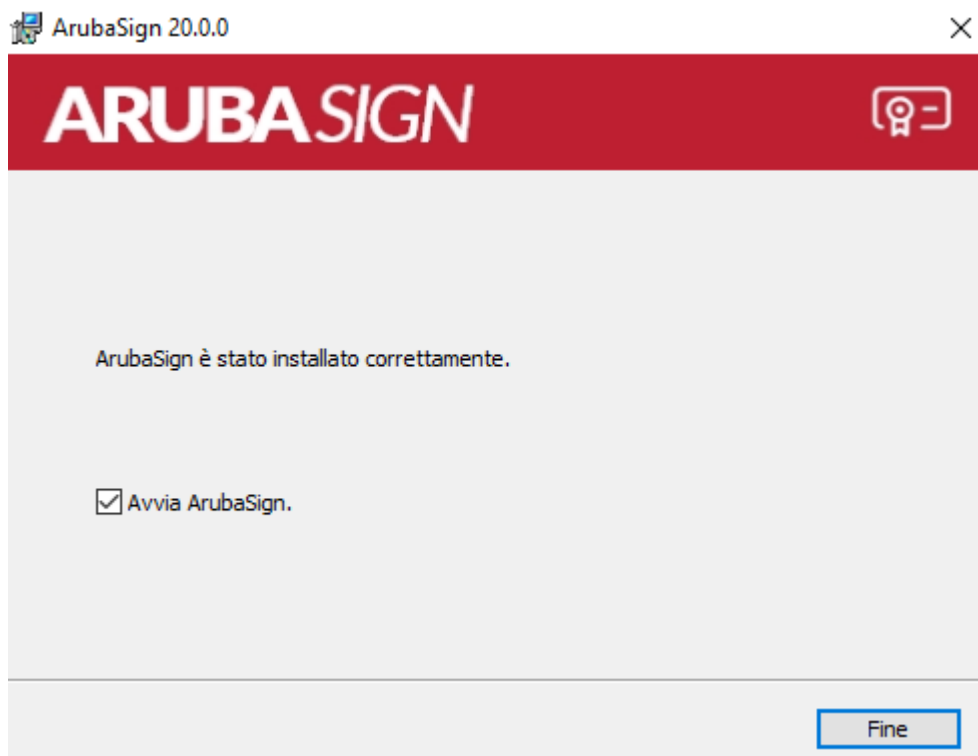 ArubaSign 20.0.0
ARUBASIGN
ArubaSign è stato installato correttamente.
Avvia ArubaSign.
Fine